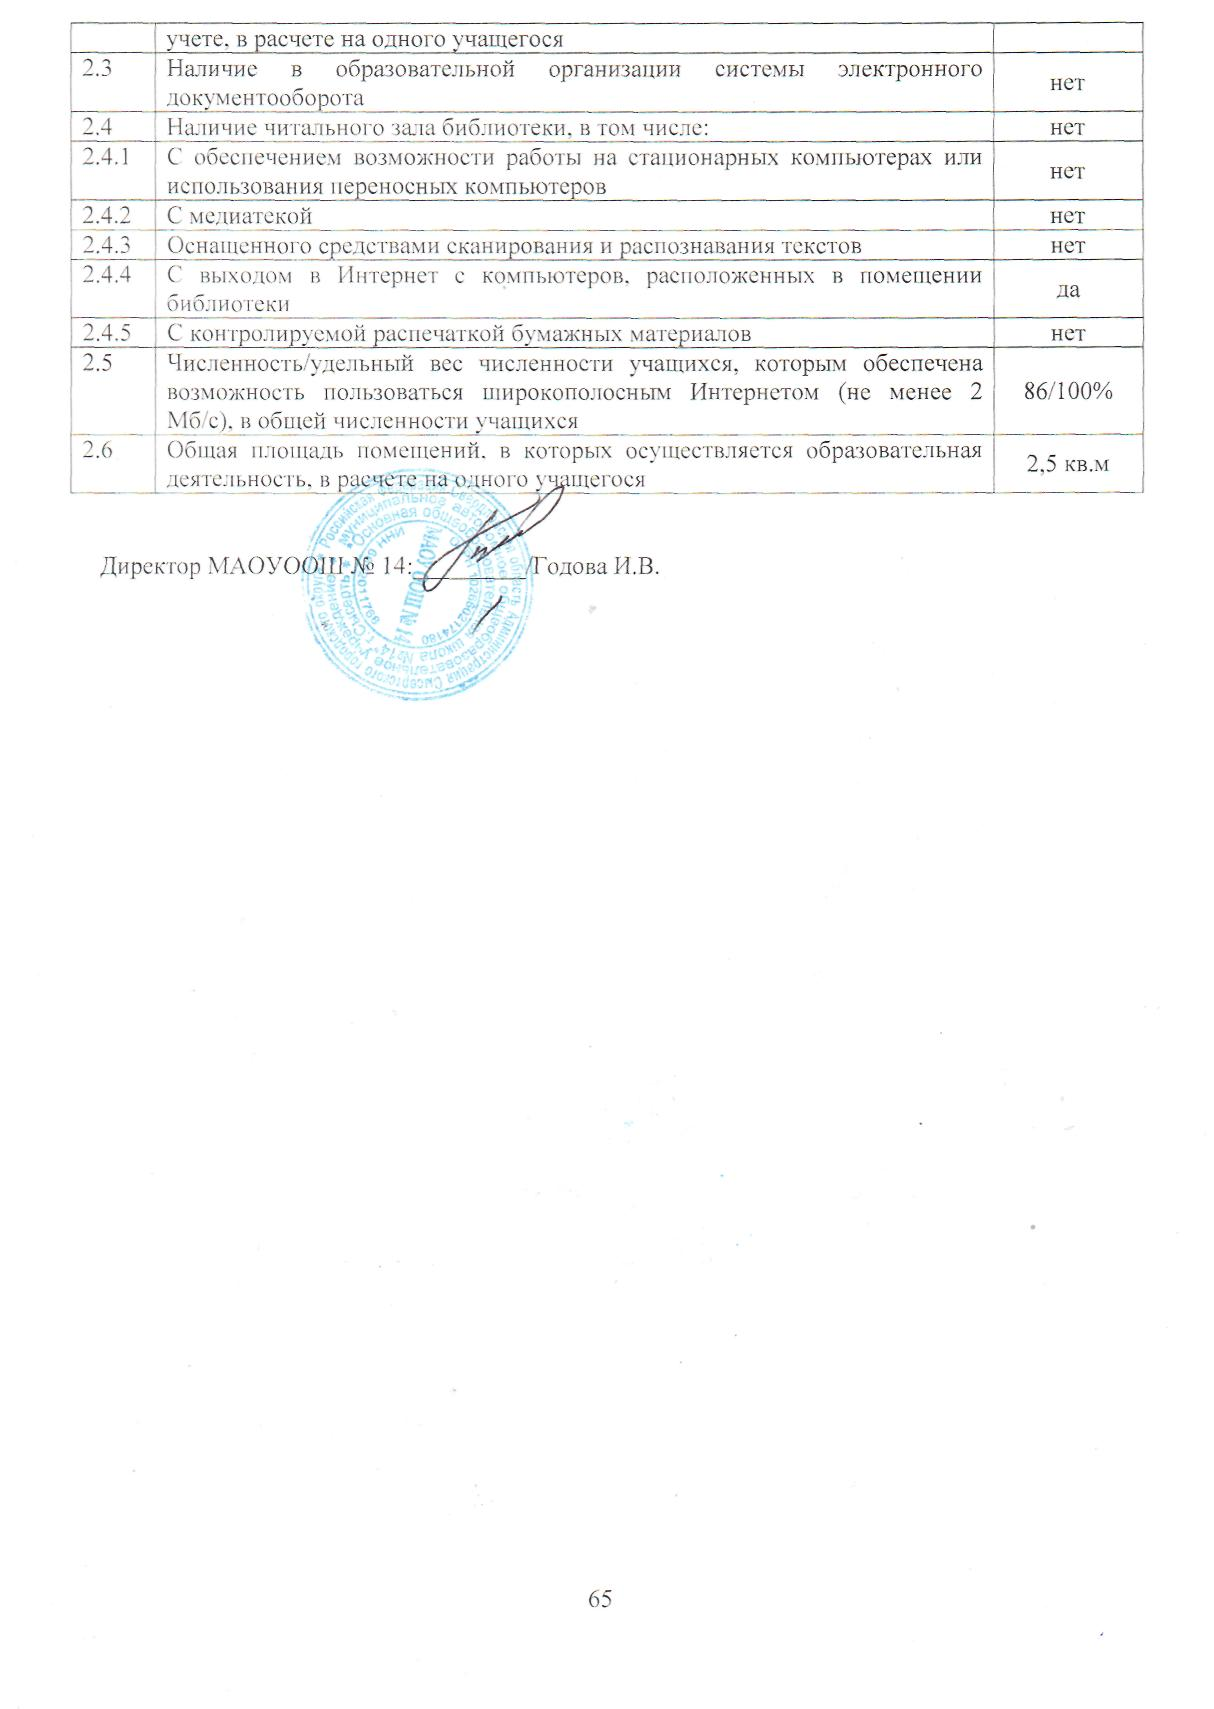 учете, в расчете на одного учащегося
2.3 Наличие в образовательной организации системы электронного
документооборота нет
2.4 Наличие читального зала библиотеки, в том числе: нет
2.4.1 С обеспечением возможности работы на стационарных компьютерах или
использования переносных компьютеров нет
2.4.2 С медиатекой нет
2.4.3 Оснащенного средствами сканирования и распознавания текстов нет
2.4.4 С выходом в Интернет с компьютеров, расположенных в помещении
библиотеки да
2.4.5 С контролируемой распечаткой бумажных материалов нет
2.5 Численность/удельный вес численности учащихся, которым обеспечена
возможность пользоваться широкополосным Интернетом (не менее 2
Мб/с), в общей численности учащихся 86/100%
2.6 Общая площадь помещений, в которых осуществляется образовательная
деятельность, в расчете на одного учащегося 2,5 кв.м
Директор МАОУООШ № 14:________/Годова И.В.
МАОУ ООШ № 14
65